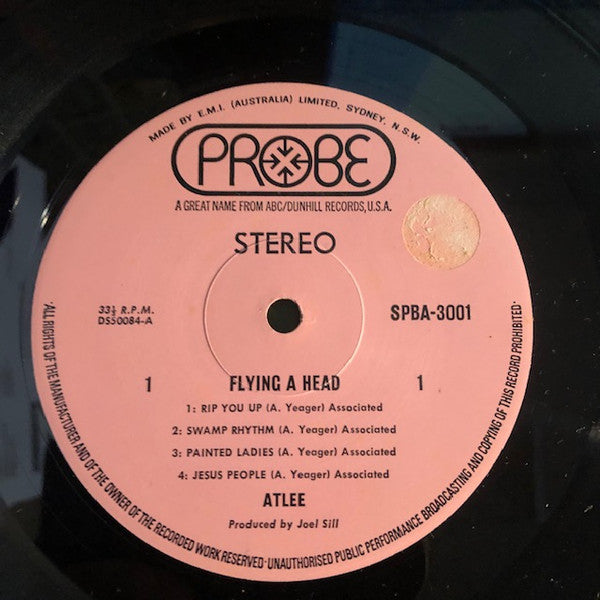 MADE BY E.M.I. (AUSTRALIA) LIMITED, SYDNEY, N.S.W.
PROBE
A GREAT NAME FROM ABC/DUNHILL RECORDS, U.S.A.
STEREO
33⅓ R.P.M.
DS50084-A
SPBA-3001
1 FLYING A HEAD 1
1: RIP YOU UP (A. Yeager) Associated
2: SWAMP RHYTHM (A. Yeager) Associated
3: PAINTED LADIES (A. Yeager) Associated
4: JESUS PEOPLE (A. Yeager) Associated
ATLEE
Produced by Joel Sill
·ALL RIGHTS OF THE MANUFACTURER AND OF THE OWNER OF THE RECORDED WORK RESERVED·UNAUTHORISED PUBLIC PERFORMANCE BROADCASTING AND COPYING OF THIS RECORD PROHIBITED·